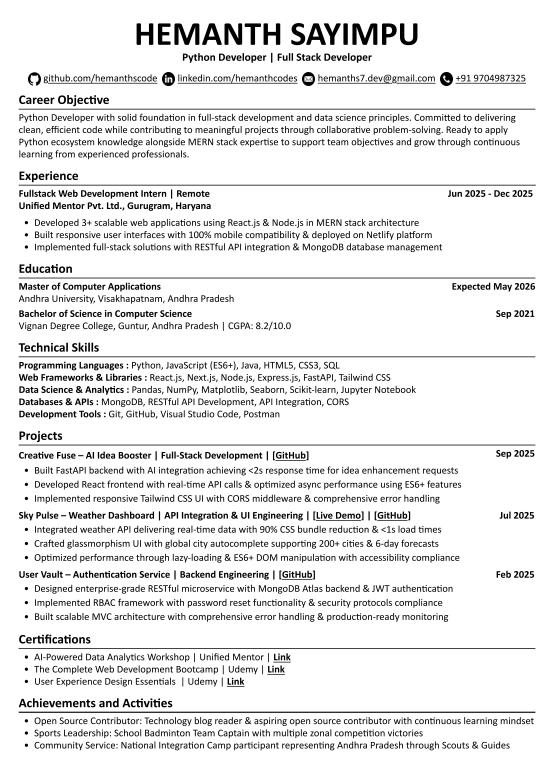 HEMANTH SAYIMPU
Python Developer | Full Stack Developer
github.com/hemanthscode linkedin.com/hemanthcodes hemanths7.dev@gmail.com +91 9704987325
Career Objective
Python Developer with solid foundation in full-stack development and data science principles. Committed to delivering
clean, efficient code while contributing to meaningful projects through collaborative problem-solving. Ready to apply
Python ecosystem knowledge alongside MERN stack expertise to support team objectives and grow through continuous
learning from experienced professionals.
Experience
Fullstack Web Development Intern | Remote Jun 2025 - Dec 2025
Unified Mentor Pvt. Ltd., Gurugram, Haryana
• Developed 3+ scalable web applications using React.js & Node.js in MERN stack architecture
• Built responsive user interfaces with 100% mobile compatibility & deployed on Netlify platform
• Implemented full-stack solutions with RESTful API integration & MongoDB database management
Education
Master of Computer Applications Expected May 2026
Andhra University, Visakhapatnam, Andhra Pradesh
Bachelor of Science in Computer Science Sep 2021
Vignan Degree College, Guntur, Andhra Pradesh | CGPA: 8.2/10.0
Technical Skills
Programming Languages : Python, JavaScript (ES6+), Java, HTML5, CSS3, SQL
Web Frameworks & Libraries : React.js, Next.js, Node.js, Express.js, FastAPI, Tailwind CSS
Data Science & Analytics : Pandas, NumPy, Matplotlib, Seaborn, Scikit-learn, Jupyter Notebook
Databases & APIs : MongoDB, RESTful API Development, API Integration, CORS
Development Tools : Git, GitHub, Visual Studio Code, Postman
Projects
Creative Fuse – AI Idea Booster | Full-Stack Development | [GitHub] Sep 2025
• Built FastAPI backend with AI integration achieving <2s response time for idea enhancement requests
• Developed React frontend with real-time API calls & optimized async performance using ES6+ features
• Implemented responsive Tailwind CSS UI with CORS middleware & comprehensive error handling
Sky Pulse – Weather Dashboard | API Integration & UI Engineering | [Live Demo] | [GitHub] Jul 2025
• Integrated weather API delivering real-time data with 90% CSS bundle reduction & <1s load times
• Crafted glassmorphism UI with global city autocomplete supporting 200+ cities & 6-day forecasts
• Optimized performance through lazy-loading & ES6+ DOM manipulation with accessibility compliance
User Vault – Authentication Service | Backend Engineering | [GitHub] Feb 2025
• Designed enterprise-grade RESTful microservice with MongoDB Atlas backend & JWT authentication
• Implemented RBAC framework with password reset functionality & security protocols compliance
• Built scalable MVC architecture with comprehensive error handling & production-ready monitoring
Certifications
• AI-Powered Data Analytics Workshop | Unified Mentor | Link
• The Complete Web Development Bootcamp | Udemy | Link
• User Experience Design Essentials | Udemy | Link
Achievements and Activities
• Open Source Contributor: Technology blog reader & aspiring open source contributor with continuous learning mindset
• Sports Leadership: School Badminton Team Captain with multiple zonal competition victories
• Community Service: National Integration Camp participant representing Andhra Pradesh through Scouts & Guides